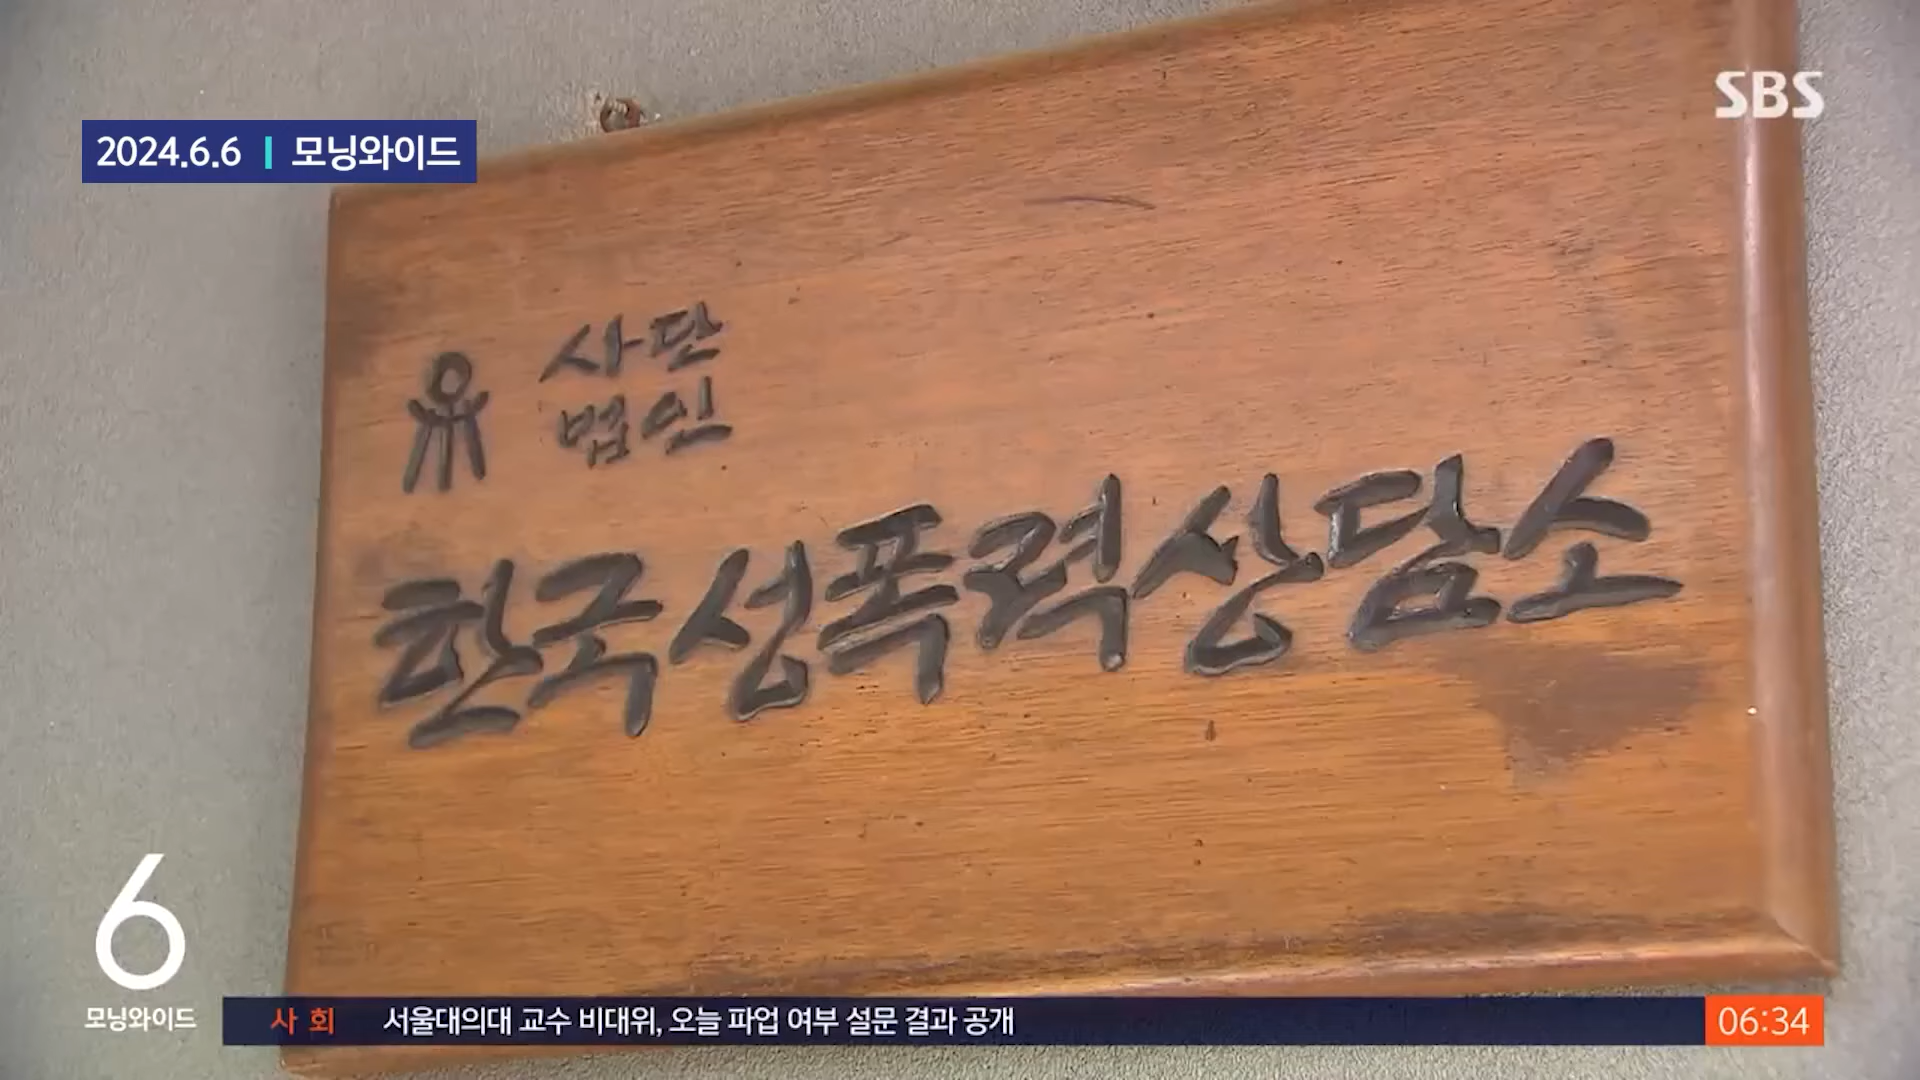 SBS
2024.6.6 | 모닝와이드
사단
법인
한국성폭력상담소
6
모닝와이드
사회 서울대의대 교수 비대위, 오늘 파업 여부 설문 결과 공개 06:34